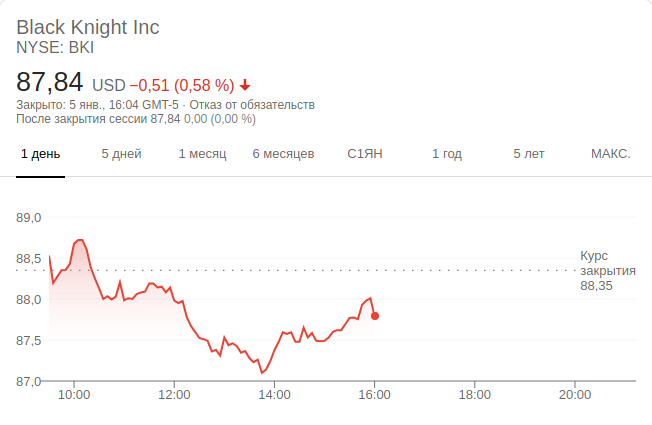 Black Knight Inc
NYSE: BKI
87,84 USD −0,51 (0,58 %)
Закрыто: 5 янв., 16:04 GMT-5 · Отказ от обязательств
После закрытия сессии 87,84 0,00 (0,00 %)
1 день 5 дней 1 месяц 6 месяцев С1ЯН 1 год 5 лет МАКС.
89,0
88,5
88,0
87,5
87,0
Курс
закрытия
88,35
10:00 12:00 14:00 16:00 18:00 20:00